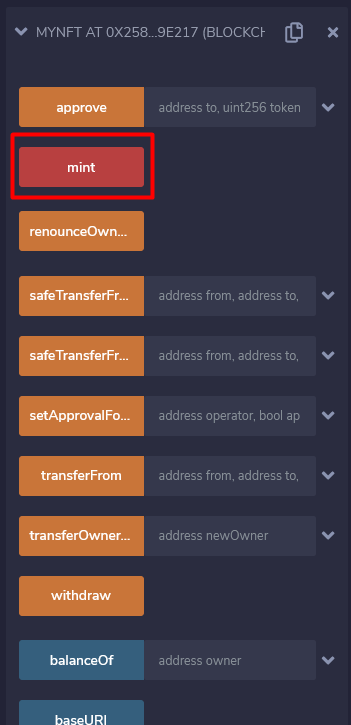 MYNFT AT 0X258...9E217 (BLOCKCH
approve address to, uint256 token
mint
renounceOwn...
safeTransferFr... address from, address to,
safeTransferFr... address from, address to,
setApprovalFo... address operator, bool ap
transferFrom address from, address to,
transferOwner... address newOwner
withdraw
balanceOf address owner
baseURI